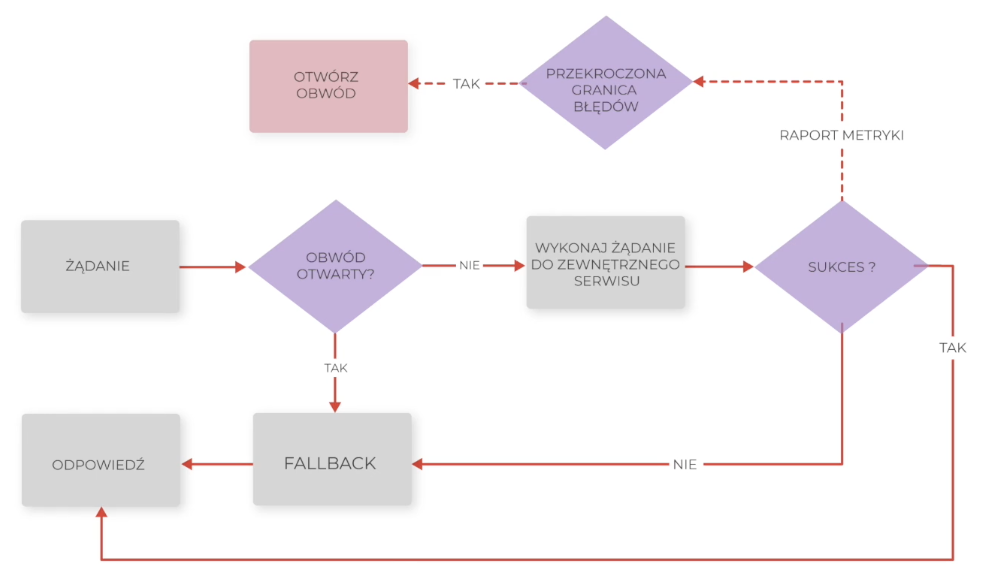 OTWÓRZ
OBWÓD
TAK
PRZEKROCZONA
GRANICA
BŁĘDÓW
RAPORT METRYKI
ŻĄDANIE
OBWÓD
OTWARTY?
NIE
WYKONAJ ŻĄDANIE
DO ZEWNĘTRZNEGO
SERWISU
SUKCES ?
TAK
TAK
ODPOWIEDŹ
FALLBACK
NIE